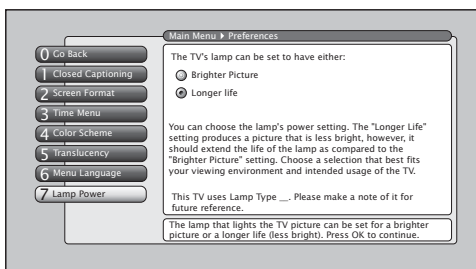 Main Menu ▸ Preferences
0 Go Back
1 Closed Captioning
2 Screen Format
3 Time Menu
4 Color Scheme
5 Translucency
6 Menu Language
7 Lamp Power
The TV's lamp can be set to have either:
Brighter Picture
Longer life
You can choose the lamp's power setting. The "Longer Life"
setting produces a picture that is less bright, however, it
should extend the life of the lamp as compared to the
"Brighter Picture" setting. Choose a selection that best fits
your viewing environment and intended usage of the TV.
This TV uses Lamp Type __. Please make a note of it for
future reference.
The lamp that lights the TV picture can be set for a brighter
picture or a longer life (less bright). Press OK to continue.